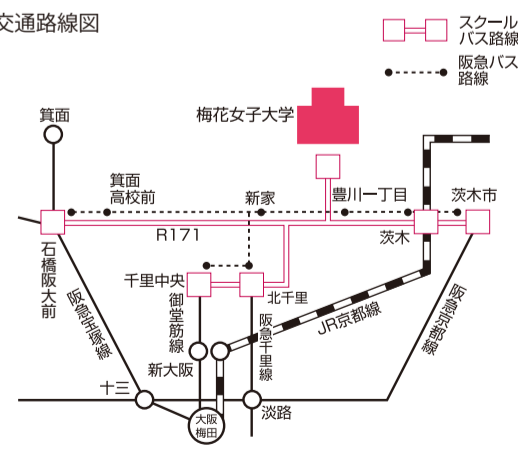 交通路線図
スクール
バス路線
阪急バス
路線
梅花女子大学
箕面
箕面
高校前
新家
豊川一丁目
茨木市
石橋阪大前
R171
茨木
千里中央
北千里
御堂筋線
阪急宝塚線
阪急千里線
JR京都線
阪急京都線
新大阪
十三
大阪
梅田
淡路